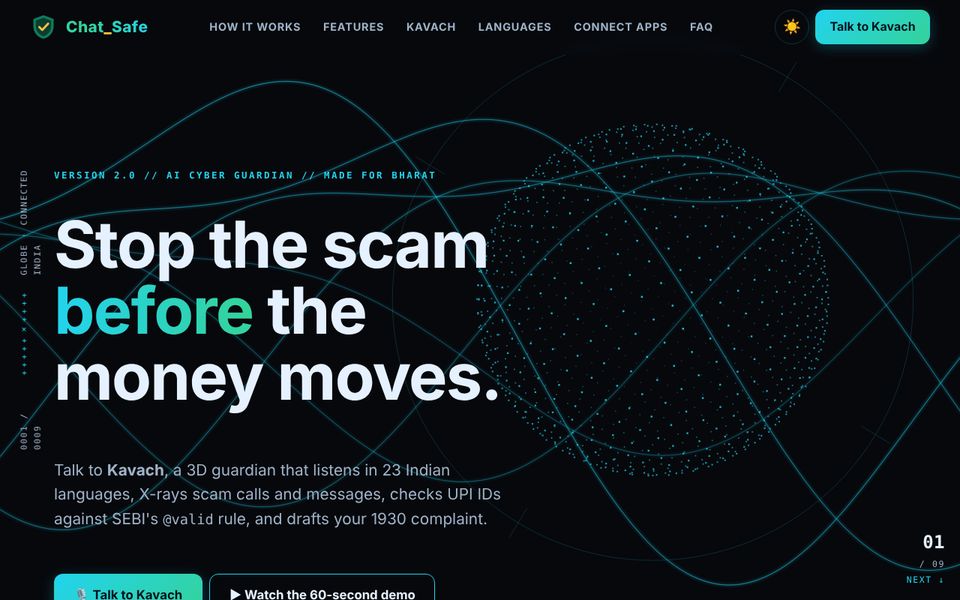 Chat_Safe
HOW IT WORKS
FEATURES
KAVACH
LANGUAGES
CONNECT APPS
FAQ
Talk to Kavach
VERSION 2.0 // AI CYBER GUARDIAN // MADE FOR BHARAT
Stop the scam
before the
money moves.
Talk to Kavach, a 3D guardian that listens in 23 Indian
languages, X-rays scam calls and messages, checks UPI IDs
against SEBI's @valid rule, and drafts your 1930 complaint.
🎙️ Talk to Kavach
▶ Watch the 60-second demo
GLOBE · CONNECTED
INDIA
0001 /
0009
01
/ 09
NEXT ↓